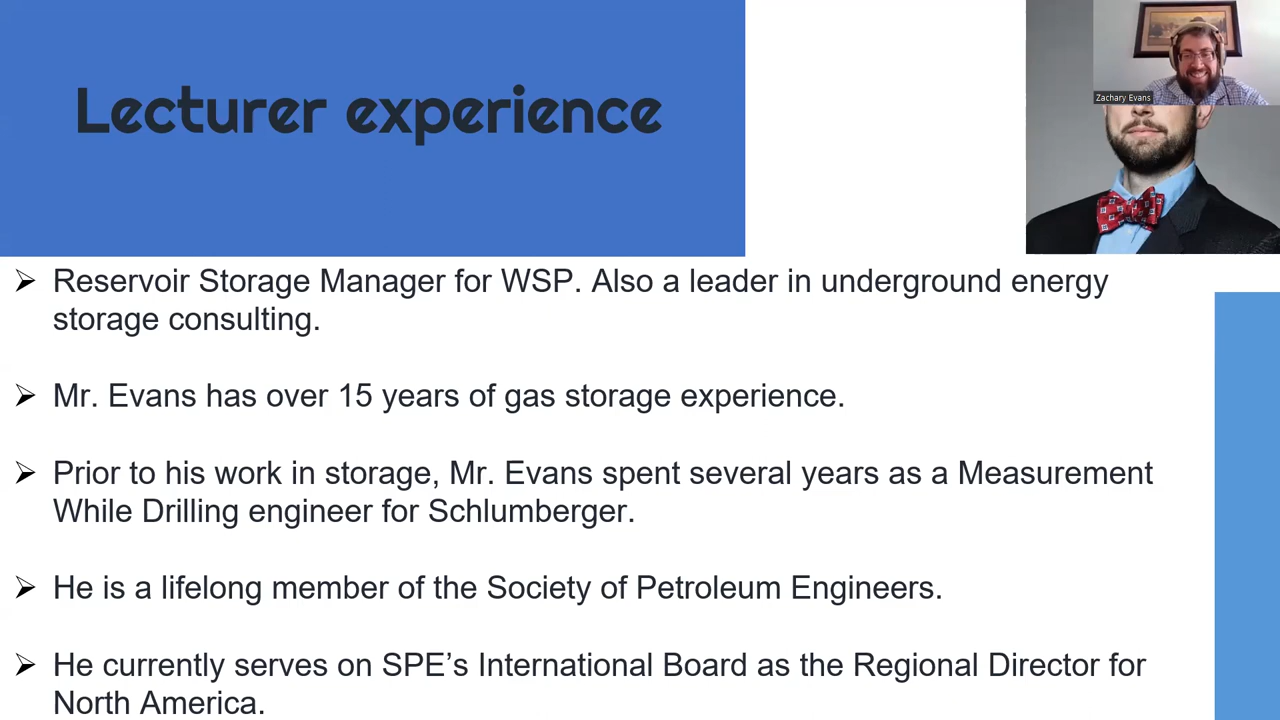 Lecturer experience
Zachary Evans
➢ Reservoir Storage Manager for WSP. Also a leader in underground energy
storage consulting.
➢ Mr. Evans has over 15 years of gas storage experience.
➢ Prior to his work in storage, Mr. Evans spent several years as a Measurement
While Drilling engineer for Schlumberger.
➢ He is a lifelong member of the Society of Petroleum Engineers.
➢ He currently serves on SPE’s International Board as the Regional Director for
North America.